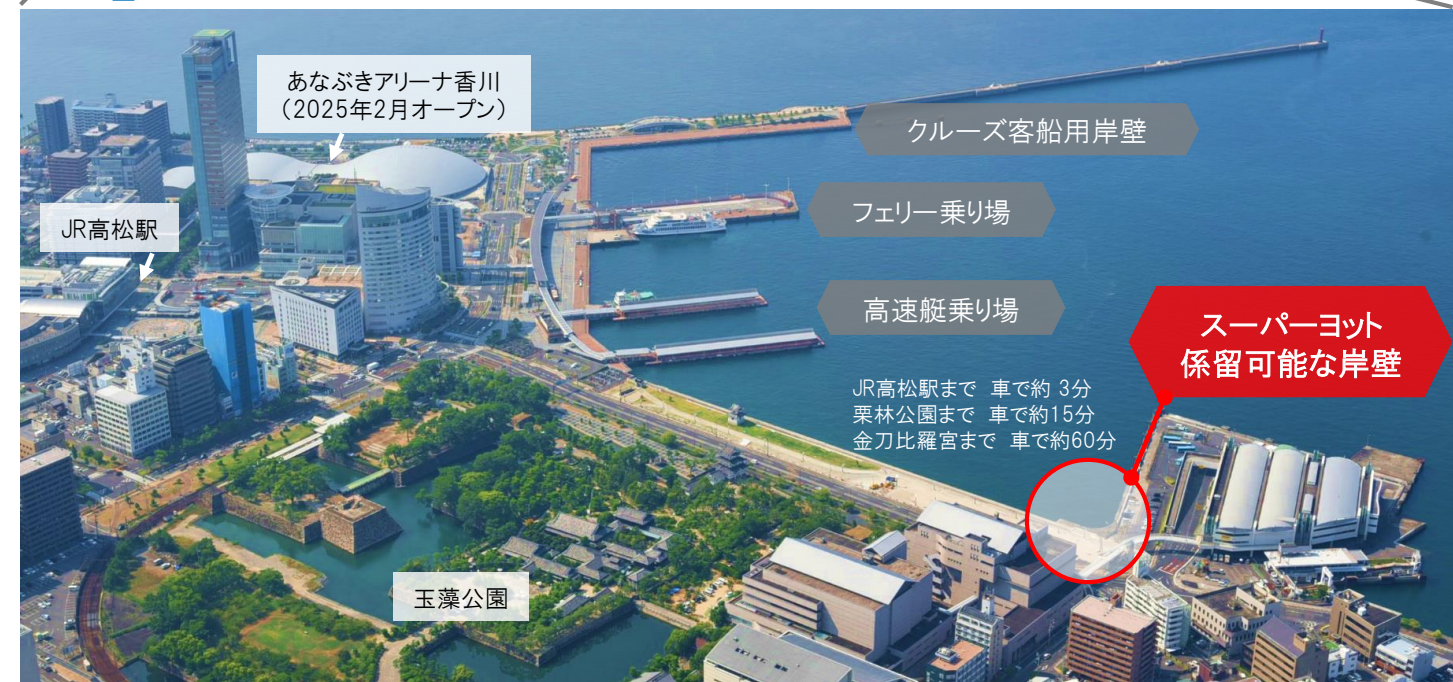 あなぶきアリーナ香川
（2025年2月オープン）
クルーズ客船用岸壁
JR高松駅
フェリー乗り場
高速艇乗り場
スーパーヨット
係留可能な岸壁
JR高松駅まで 車で約 3分
栗林公園まで 車で約15分
金刀比羅宮まで 車で約60分
玉藻公園